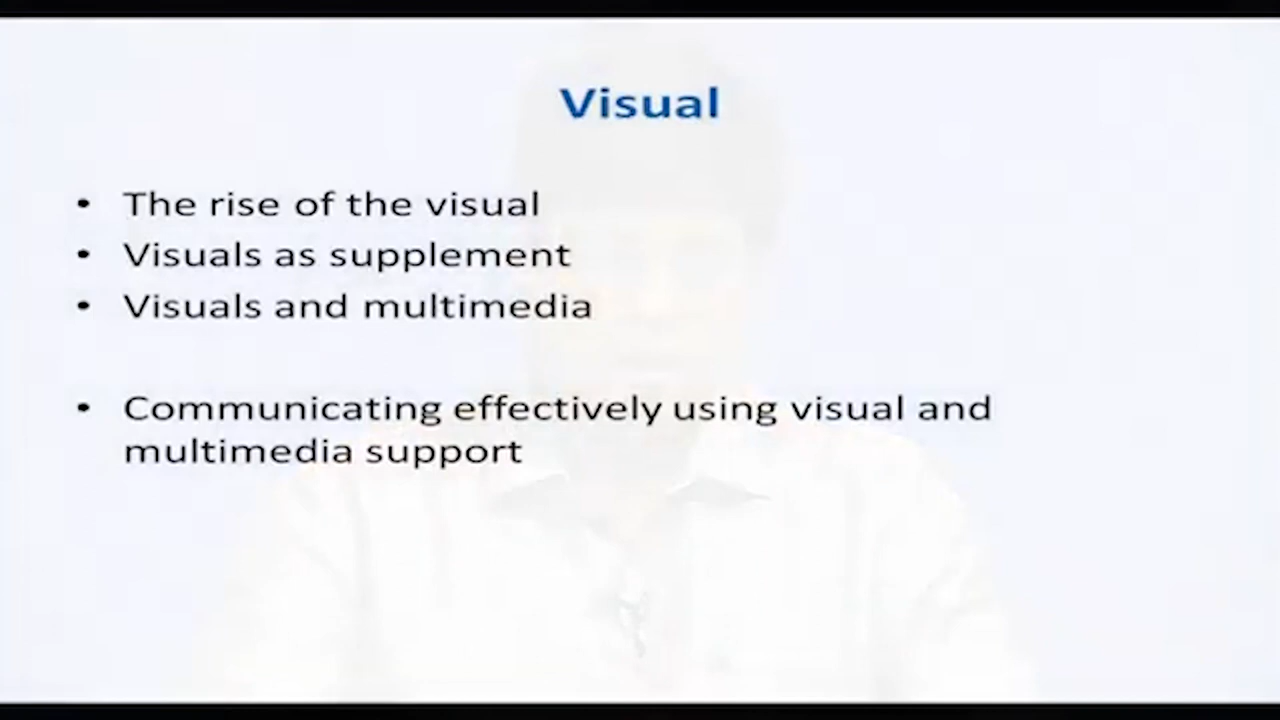 Visual
• The rise of the visual
• Visuals as supplement
• Visuals and multimedia
• Communicating effectively using visual and
multimedia support